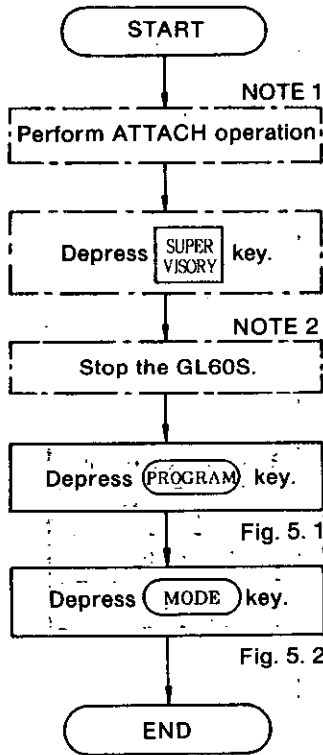 START
NOTE 1
Perform ATTACH operation
Depress SUPER VISORY key.
NOTE 2
Stop the GL60S.
Depress PROGRAM key.
Fig. 5. 1
Depress MODE key.
Fig. 5. 2
END